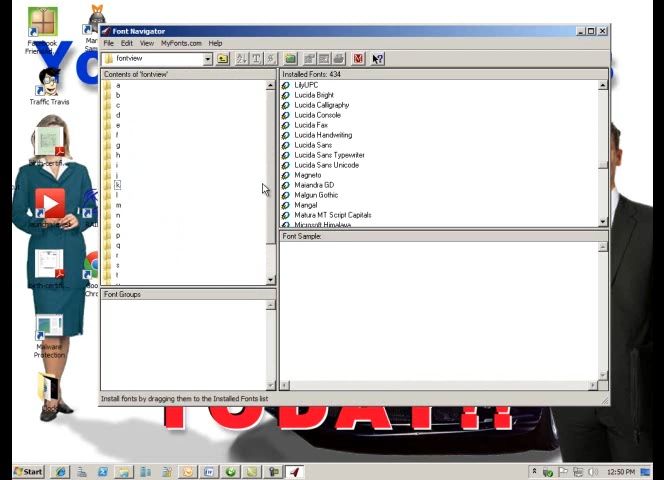 Font Navigator
File Edit View MyFonts.com Help
fontview
Contents of 'fontview'
a
b
c
d
e
f
g
h
i
j
k
l
m
n
o
p
q
r
s
t
Installed Fonts: 434
LilyUPC
Lucida Bright
Lucida Calligraphy
Lucida Console
Lucida Fax
Lucida Handwriting
Lucida Sans
Lucida Sans Typewriter
Lucida Sans Unicode
Magneto
Maiandra GD
Malgun Gothic
Mangal
Matura MT Script Capitals
Microsoft Himalaya
Font Sample:
Font Groups
Install fonts by dragging them to the Installed Fonts list
Traffic Travis
Malware
Protection
TODAY!!
Start
12:50 PM